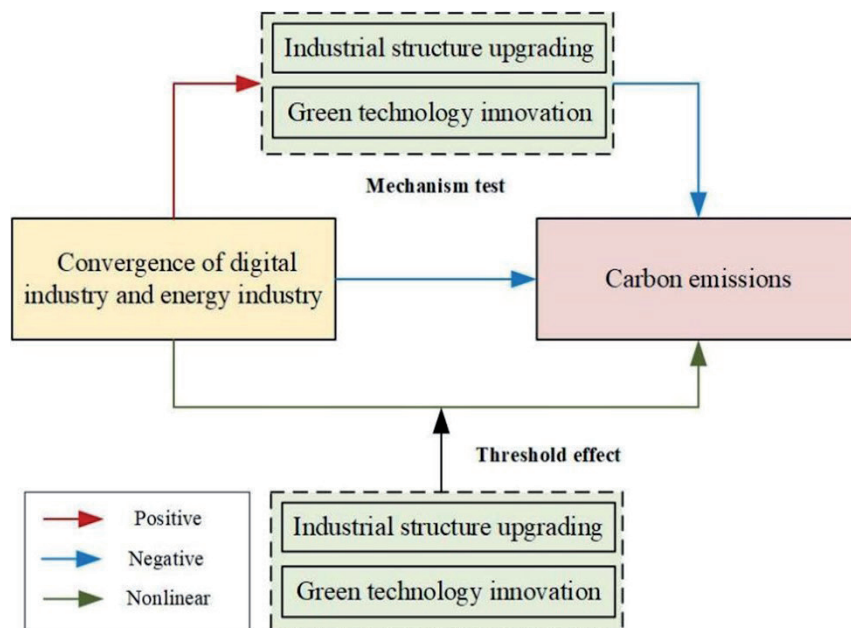 Industrial structure upgrading
Green technology innovation
Mechanism test
Convergence of digital
industry and energy industry
Carbon emissions
Threshold effect
Positive
Negative
Nonlinear
Industrial structure upgrading
Green technology innovation